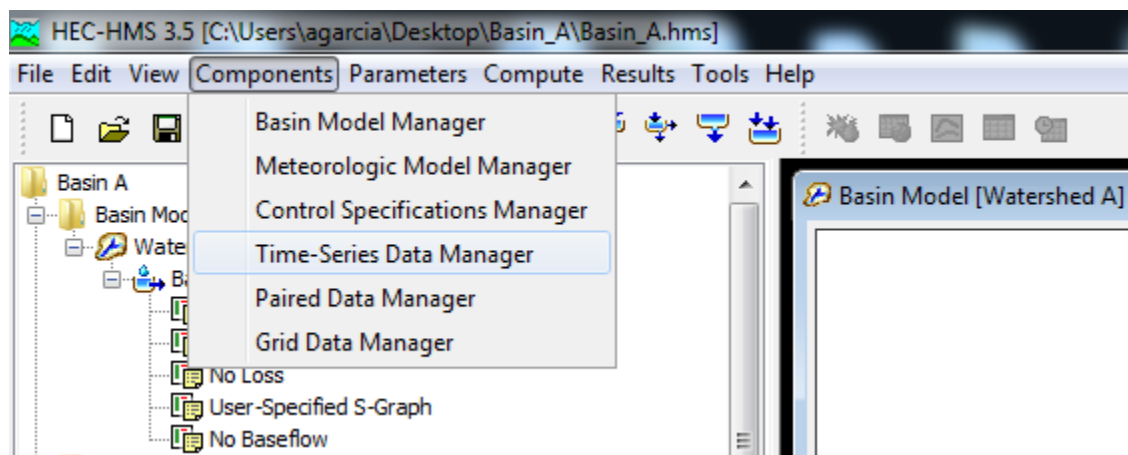 HEC-HMS 3.5 [C:\Users\agarcia\Desktop\Basin_A\Basin_A.hms]
File Edit View Components Parameters Compute Results Tools Help
Basin Model Manager
Meteorologic Model Manager
Control Specifications Manager
Time-Series Data Manager
Paired Data Manager
Grid Data Manager
Basin A
Basin Mod
Wate
Ba
No Loss
User-Specified S-Graph
No Baseflow
Basin Model [Watershed A]